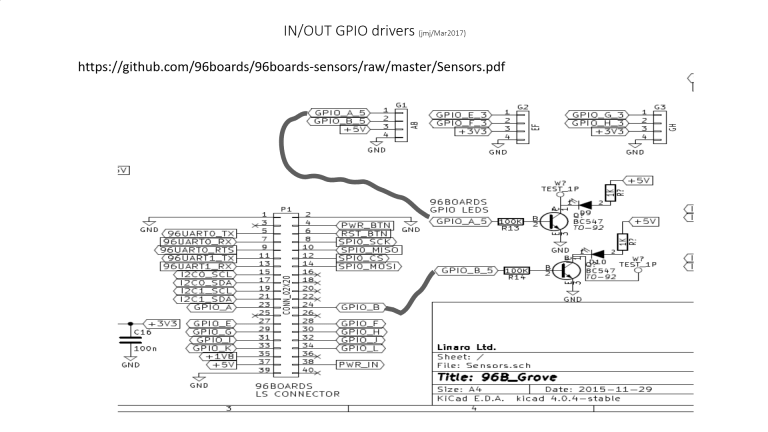 IN/OUT GPIO drivers (jmj/Mar2017)
https://github.com/96boards/96boards-sensors/raw/master/Sensors.pdf
G1
GPIO_A_5 1
GPIO_B_5 2
+5V 3
4
AB
GND
G2
GPIO_E_3 1
GPIO_F_3 2
+3V3 3
4
EF
GND
G3
GPIO_G_3 1
GPIO_H_3 2
+3V3 3
4
GH
GND
5V
96BOARDS
GPIO LEDS
GPIO_A_5
100K
R13
W7
TEST_1P
+5V
1K
R?
BC547
TO-92
GND
GPIO_B_5
100K
R14
+5V
1K
R?
D10
W7
TEST_1P
BC547
TO-92
GND
P1
CONN_02X20
GND
1 2
3 4 PWR_BTN
GND
96UART0_TX 5 6 RST_BTN
96UART0_RX 7 8 SPI0_SCK
96UART0_RTS 9 10 SPI0_MISO
96UART1_TX 11 12 SPI0_CS
96UART1_RX 13 14 SPI0_MOSI
I2C0_SCL 15 16
I2C0_SDA 17 18
I2C1_SCL 19 20
I2C1_SDA 21 22
GPIO_A 23 24 GPIO_B
25 26
GPIO_E 27 28 GPIO_F
GPIO_G 29 30 GPIO_H
GPIO_I 31 32 GPIO_J
GPIO_K 33 34 GPIO_L
+1V8 35 36
+5V 37 38 PWR_IN
39 40
GND
96BOARDS
LS CONNECTOR
+3V3
C16
100n
GND
Linaro Ltd.
Sheet: /
File: Sensors.sch
Title: 96B_Grove
Size: A4 Date: 2015-11-29
KiCad E.D.A. kicad 4.0.4-stable
3 4